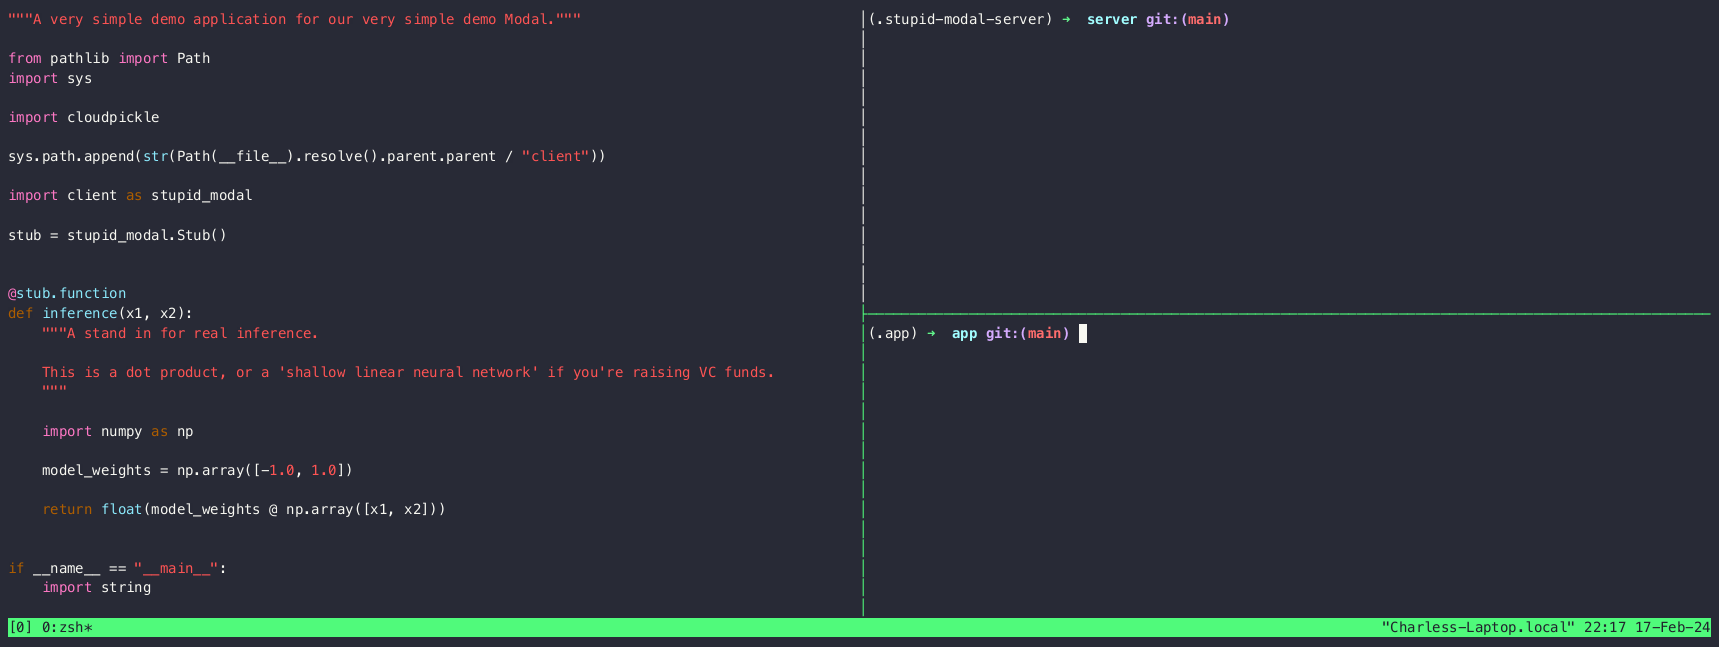 """A very simple demo application for our very simple demo Modal."""
from pathlib import Path
import sys
import cloudpickle
sys.path.append(str(Path(__file__).resolve().parent.parent / "client"))
import client as stupid_modal
stub = stupid_modal.Stub()
@stub.function
def inference(x1, x2):
    """A stand in for real inference.
    This is a dot product, or a 'shallow linear neural network' if you're raising VC funds.
    """
    import numpy as np
    model_weights = np.array([-1.0, 1.0])
    return float(model_weights @ np.array([x1, x2]))
if __name__ == "__main__":
    import string
(.stupid-modal-server) ➜  server git:(main)
(.app) ➜  app git:(main)
[0] 0:zsh*
"Charless-Laptop.local" 22:17 17-Feb-24